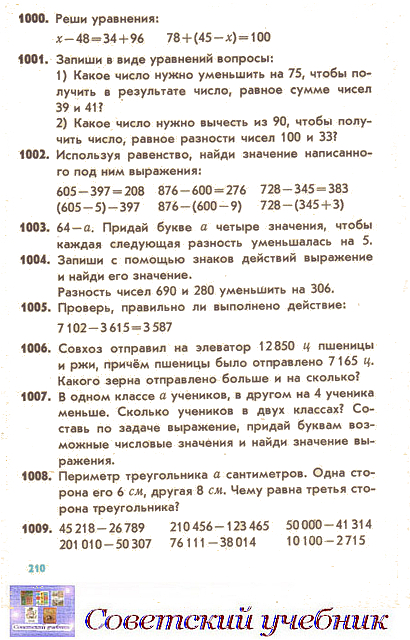 1000. Реши уравнения:
x−48=34+96 78+(45−x)=100
1001. Запиши в виде уравнений вопросы:
1) Какое число нужно уменьшить на 75, чтобы по-
лучить в результате число, равное сумме чисел
39 и 41?
2) Какое число нужно вычесть из 90, чтобы полу-
чить число, равное разности чисел 100 и 33?
1002. Используя равенство, найди значение написанно-
го под ним выражения:
605−397=208 876−600=276 728−345=383
(605−5)−397 876−(600−9) 728−(345+3)
1003. 64−a. Придай букве a четыре значения, чтобы
каждая следующая разность уменьшалась на 5.
1004. Запиши с помощью знаков действий выражение
и найди его значение.
Разность чисел 690 и 280 уменьшить на 306.
1005. Проверь, правильно ли выполнено действие:
7 102−3 615=3 587
1006. Совхоз отправил на элеватор 12 850 ц пшеницы
и ржи, причём пшеницы было отправлено 7 165 ц.
Какого зерна отправлено больше и на сколько?
1007. В одном классе a учеников, в другом на 4 ученика
меньше. Сколько учеников в двух классах? Со-
ставь по задаче выражение, придай буквам воз-
можные числовые значения и найди значение вы-
ражения.
1008. Периметр треугольника a сантиметров. Одна сто-
рона его 6 см, другая 8 см. Чему равна третья сто-
рона треугольника?
1009. 45 218−26 789 210 456−123 465 50 000−41 314
201 010−50 307 76 111−38 014 10 100−2 715
210
Советский учебник
Советский учебник